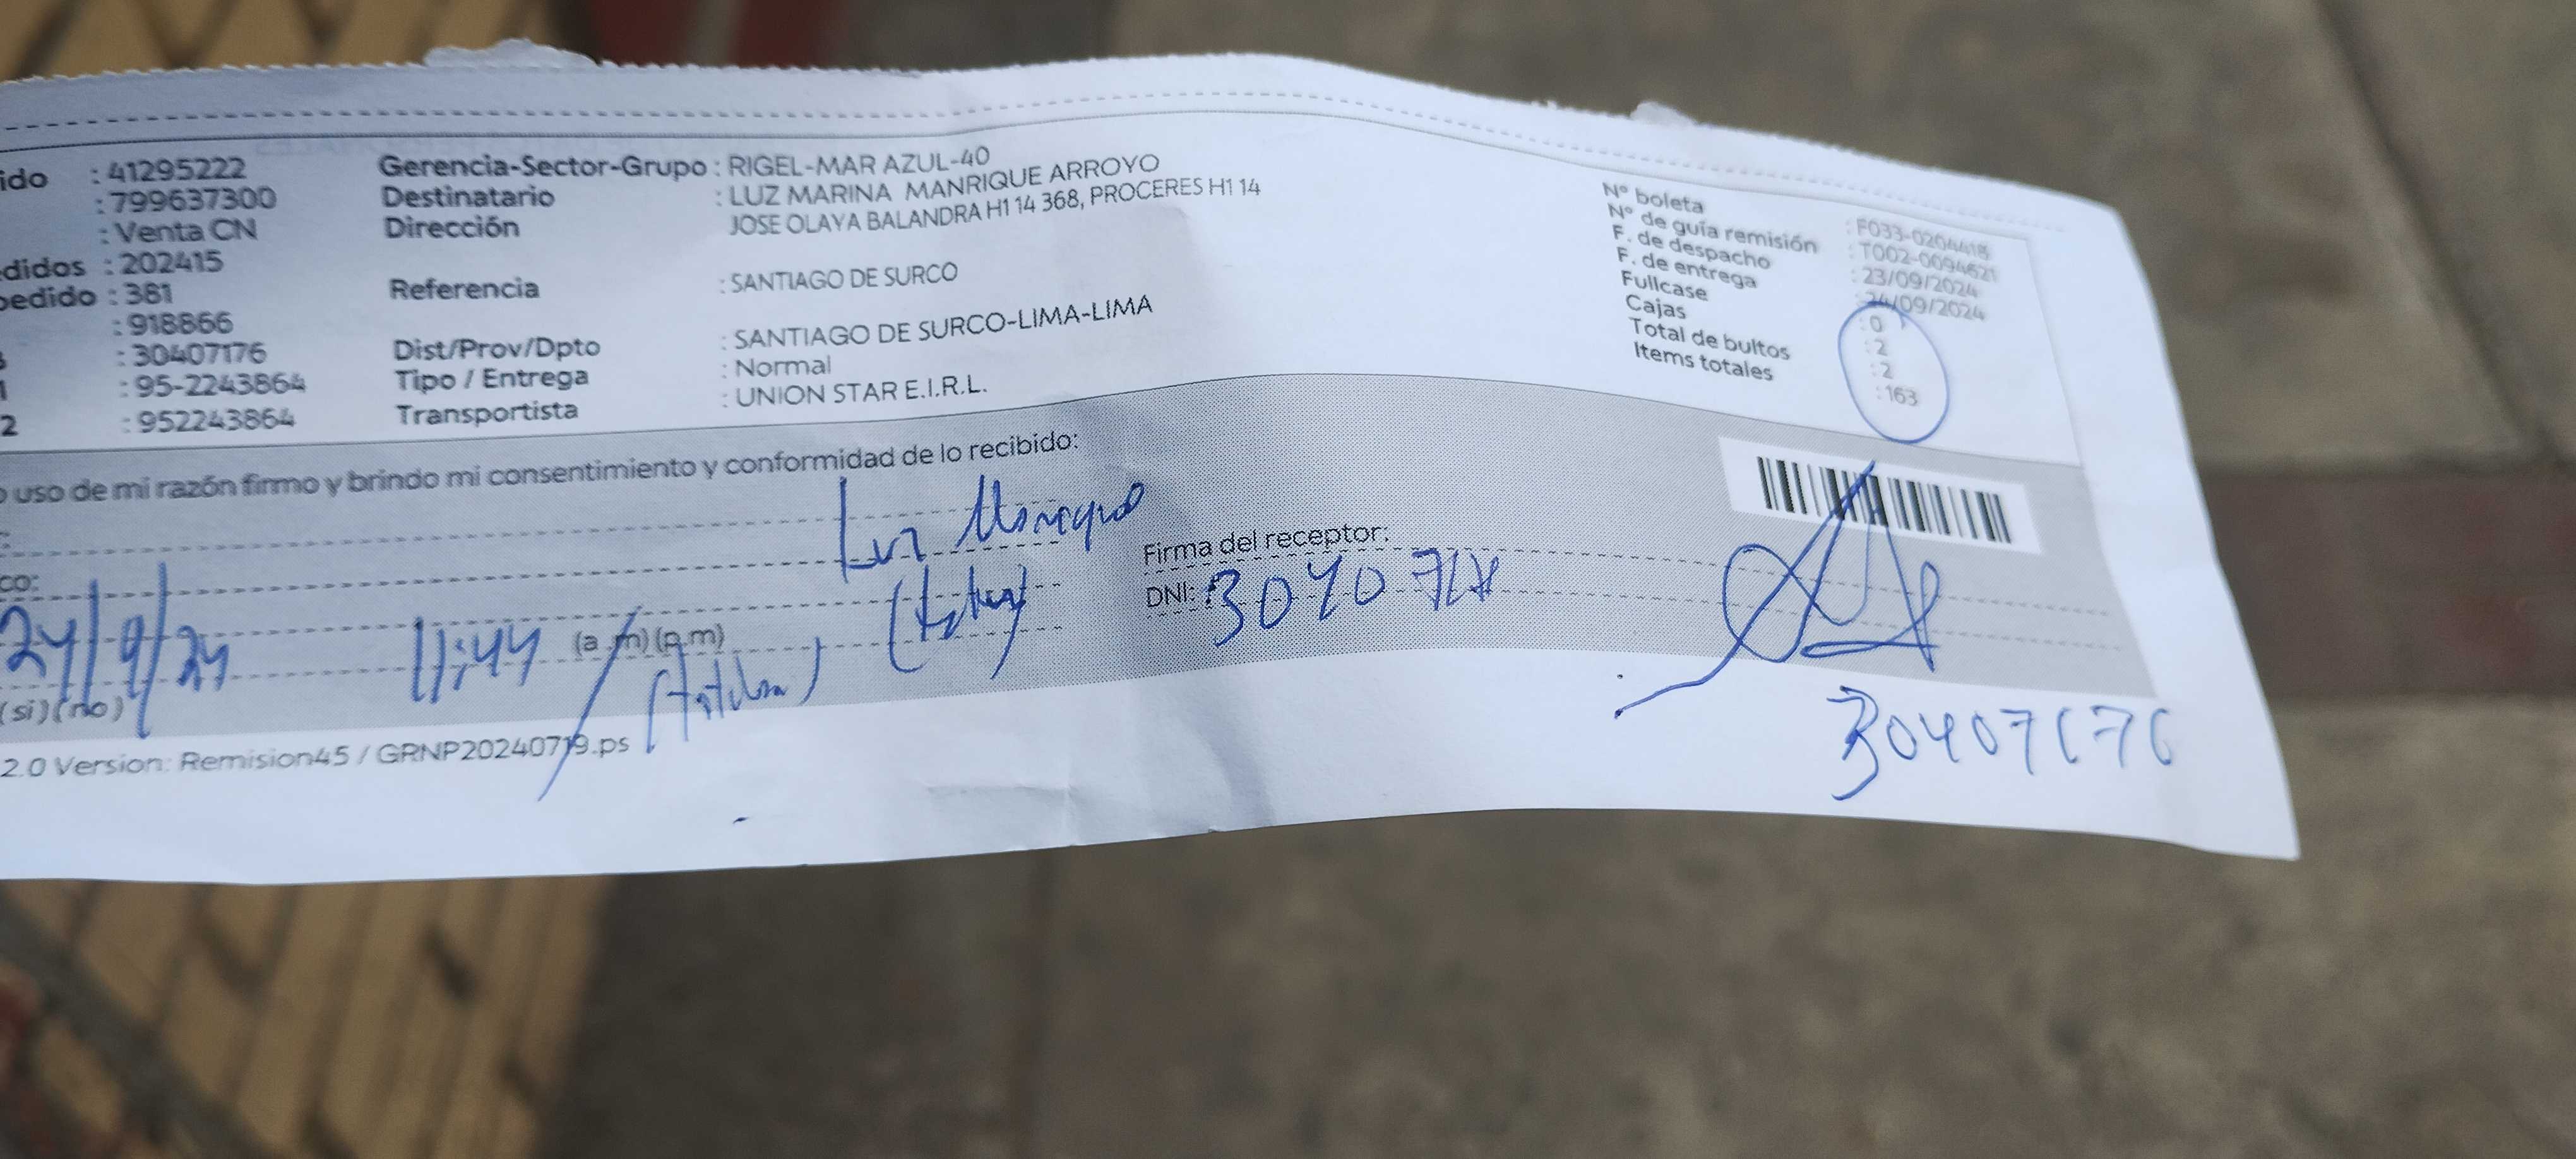 ido : 41295222
: 799637300
: Venta CN
didos : 202415
pedido : 381
: 918866
: 30407176
1 : 95-2243864
2 : 952243864
Gerencia-Sector-Grupo : RIGEL-MAR AZUL-40
Destinatario : LUZ MARINA MANRIQUE ARROYO
Dirección : JOSE OLAYA BALANDRA H1 14 368, PROCERES H1 14
Referencia : SANTIAGO DE SURCO
Dist/Prov/Dpto : SANTIAGO DE SURCO-LIMA-LIMA
Tipo / Entrega : Normal
Transportista : UNION STAR E.I.R.L.
N° boleta : F033-0204418
N° de guía remisión : T002-0094621
F. de despacho : 23/09/2024
F. de entrega : 24/09/2024
Fullcase : 0
Cajas : 2
Total de bultos : 2
Items totales : 163
o uso de mi razón firmo y brindo mi consentimiento y conformidad de lo recibido:
Luz Manrique
co:
24/9/24 11:44 (a.m)(p.m)
(titular)
(si)(no)
Firma del receptor:
DNI: 304071
30407176
2.0 Version: Remision45 / GRNP20240719.ps